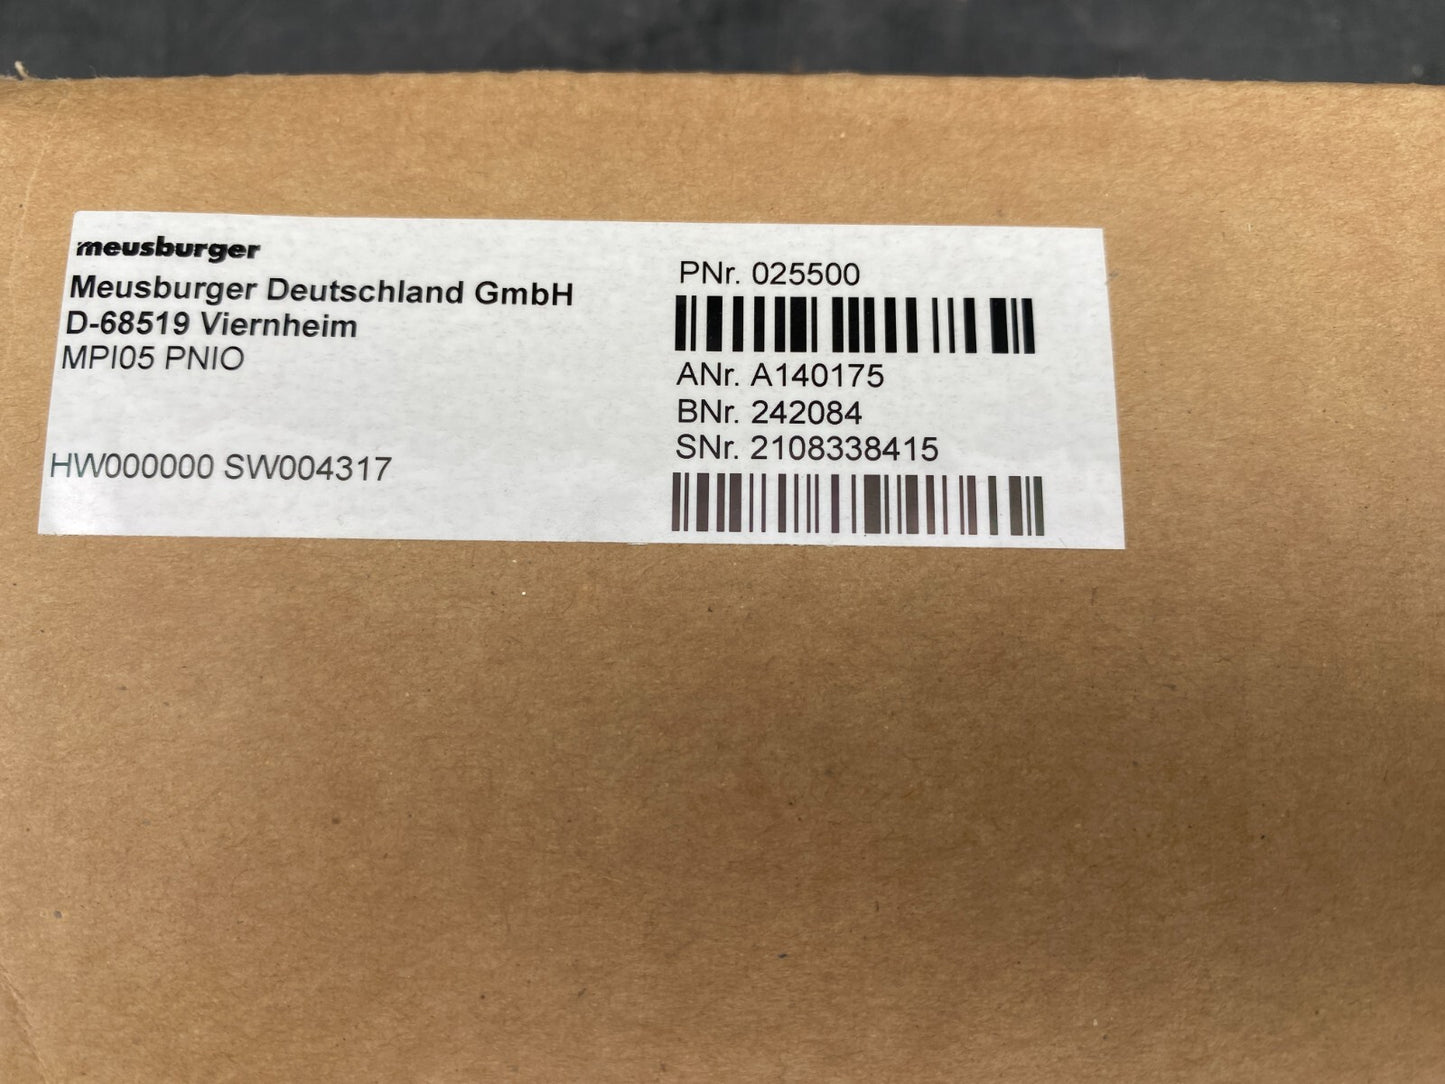 meusburger
Meusburger Deutschland GmbH
D-68519 Viernheim
MPI05 PNIO
HW000000 SW004317
PNr. 025500
ANr. A140175
BNr. 242084
SNr. 2108338415